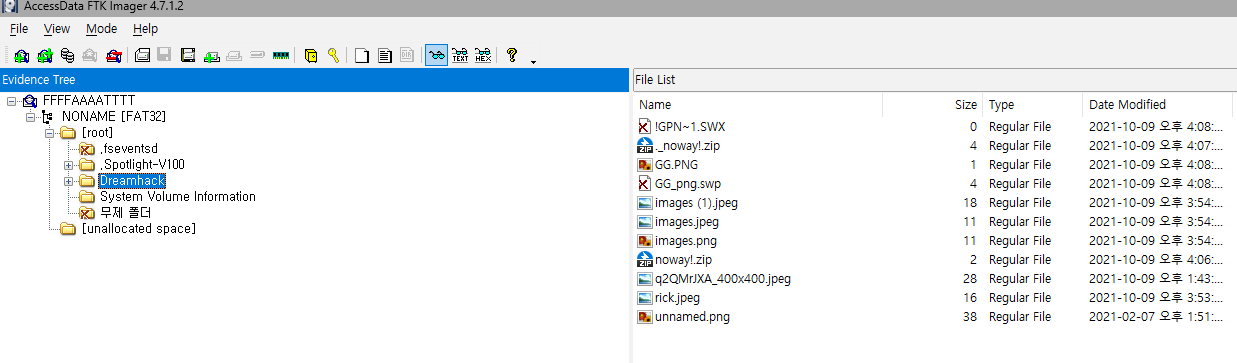 AccessData FTK Imager 4.7.1.2
File View Mode Help
TEXT HEX
Evidence Tree
FFFFAAAATTTT
NONAME [FAT32]
[root]
.fseventsd
.Spotlight-V100
Dreamhack
System Volume Information
무제 폴더
[unallocated space]
File List
Name Size Type Date Modified
!GPN~1.SWX 0 Regular File 2021-10-09 오후 4:08:...
ZIP ._noway!.zip 4 Regular File 2021-10-09 오후 4:07:...
GG.PNG 1 Regular File 2021-10-09 오후 4:08:...
GG_png.swp 4 Regular File 2021-10-09 오후 4:08:...
images (1).jpeg 18 Regular File 2021-10-09 오후 3:54:...
images.jpeg 11 Regular File 2021-10-09 오후 3:54:...
images.png 11 Regular File 2021-10-09 오후 3:54:...
ZIP noway!.zip 2 Regular File 2021-10-09 오후 4:06:...
q2QMrJXA_400x400.jpeg 28 Regular File 2021-10-09 오후 1:43:...
rick.jpeg 16 Regular File 2021-10-09 오후 3:53:...
unnamed.png 38 Regular File 2021-02-07 오후 1:51:...